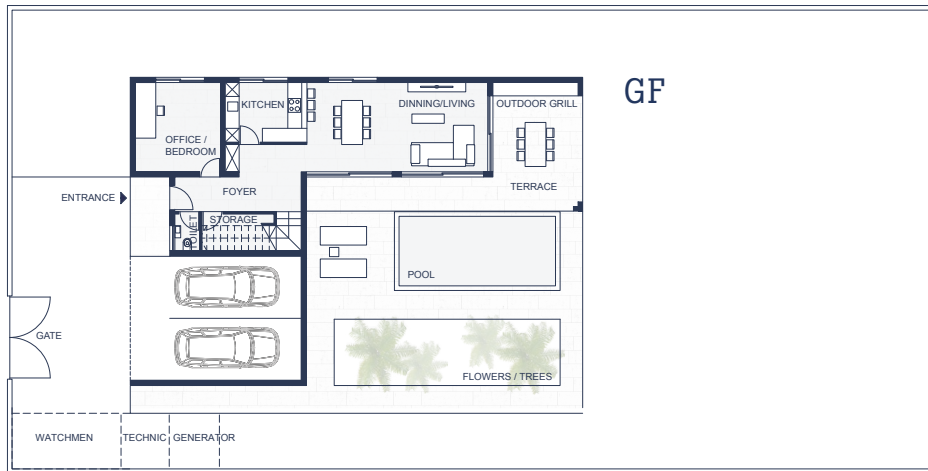 GF
KITCHEN
DINNING/LIVING
OUTDOOR GRILL
OFFICE /
BEDROOM
TERRACE
FOYER
ENTRANCE
TOILET
STORAGE
POOL
GATE
FLOWERS / TREES
WATCHMEN
TECHNIC
GENERATOR